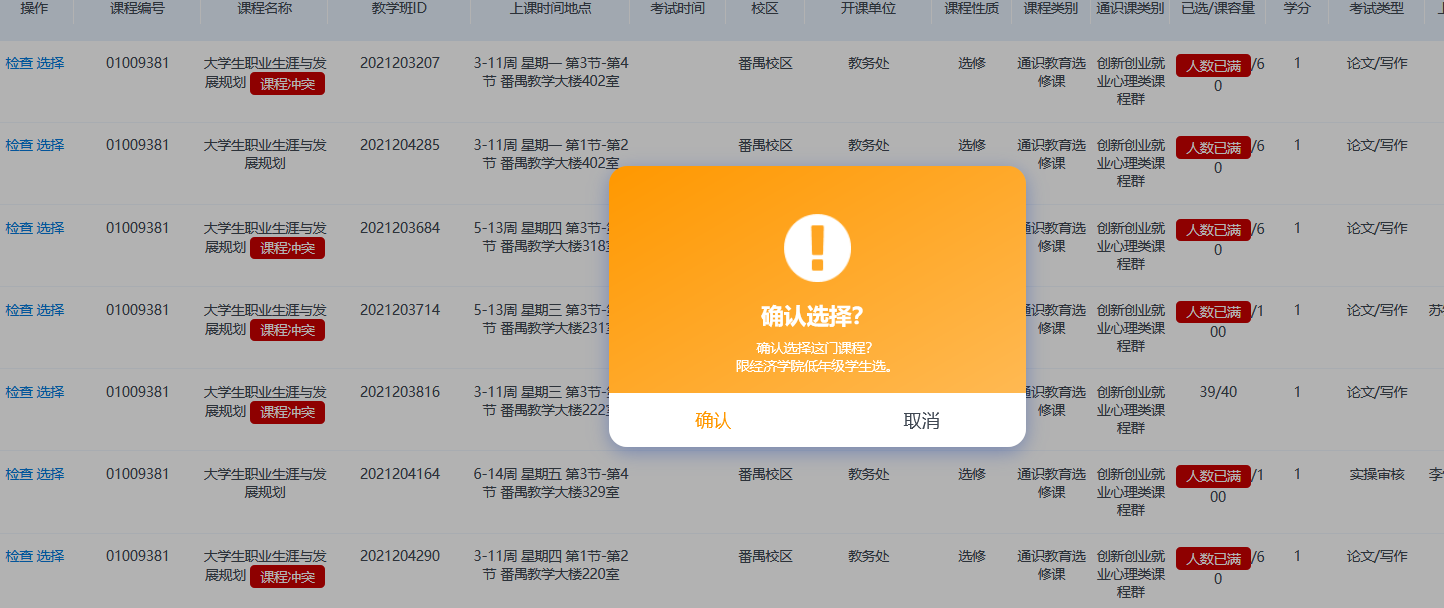 操作 课程编号 课程名称 教学班ID 上课时间地点 考试时间 校区 开课单位 课程性质 课程类别 通识课类别 已选/课容量 学分 考试类型
检查 选择 01009381 大学生职业生涯与发 2021203207 3-11周 星期一 第3节-第4 番禺校区 教务处 选修 通识教育选 创新创业就 人数已满/6 1 论文/写作
展规划 课程冲突 节 番禺教学大楼402室 修课 业心理类课 0
程群
检查 选择 01009381 大学生职业生涯与发 2021204285 3-11周 星期一 第1节-第2 番禺校区 教务处 选修 通识教育选 创新创业就 人数已满/6 1 论文/写作
展规划 节 番禺教学大楼402室 修课 业心理类课 0
程群
检查 选择 01009381 大学生职业生涯与发 2021203684 5-13周 星期四 第3节- 通识教育选 创新创业就 人数已满/6 1 论文/写作
展规划 课程冲突 节 番禺教学大楼318 修课 业心理类课 0
程群
检查 选择 01009381 大学生职业生涯与发 2021203714 5-13周 星期三 第3节- 通识教育选 创新创业就 人数已满/1 1 论文/写作 苏
展规划 课程冲突 节 番禺教学大楼231 修课 业心理类课 00
程群
检查 选择 01009381 大学生职业生涯与发 2021203816 3-11周 星期三 第3节- 通识教育选 创新创业就 39/40 1 论文/写作
展规划 课程冲突 节 番禺教学大楼222 修课 业心理类课
程群
检查 选择 01009381 大学生职业生涯与发 2021204164 6-14周 星期五 第3节-第4 番禺校区 教务处 选修 通识教育选 创新创业就 人数已满/1 1 实操审核 李
展规划 节 番禺教学大楼329室 修课 业心理类课 00
程群
检查 选择 01009381 大学生职业生涯与发 2021204290 3-11周 星期四 第1节-第2 番禺校区 教务处 选修 通识教育选 创新创业就 人数已满/6 1 论文/写作
展规划 课程冲突 节 番禺教学大楼220室 修课 业心理类课 0
程群
确认选择?
确认选择这门课程?
限经济学院低年级学生选。
确认 取消